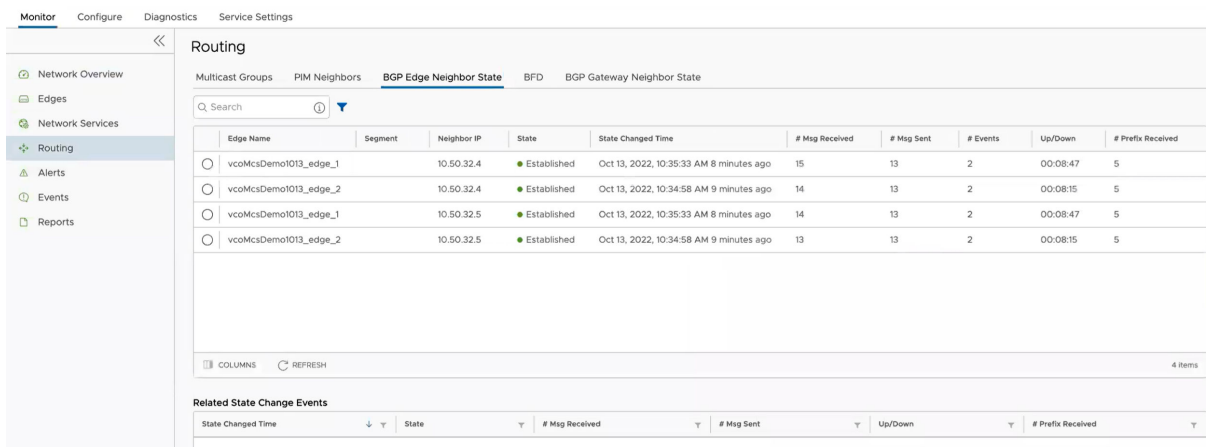 Monitor Configure Diagnostics Service Settings
Network Overview
Edges
Network Services
Routing
Alerts
Events
Reports
Routing
Multicast Groups PIM Neighbors BGP Edge Neighbor State BFD BGP Gateway Neighbor State
Search
Edge Name Segment Neighbor IP State State Changed Time # Msg Received # Msg Sent # Events Up/Down # Prefix Received
vcoMcsDemo1013_edge_1 10.50.32.4 Established Oct 13, 2022, 10:35:33 AM 8 minutes ago 15 13 2 00:08:47 5
vcoMcsDemo1013_edge_2 10.50.32.4 Established Oct 13, 2022, 10:34:58 AM 9 minutes ago 14 13 2 00:08:15 5
vcoMcsDemo1013_edge_1 10.50.32.5 Established Oct 13, 2022, 10:35:33 AM 8 minutes ago 14 13 2 00:08:47 5
vcoMcsDemo1013_edge_2 10.50.32.5 Established Oct 13, 2022, 10:34:58 AM 9 minutes ago 13 13 2 00:08:15 5
COLUMNS REFRESH 4 items
Related State Change Events
State Changed Time State # Msg Received # Msg Sent Up/Down # Prefix Received